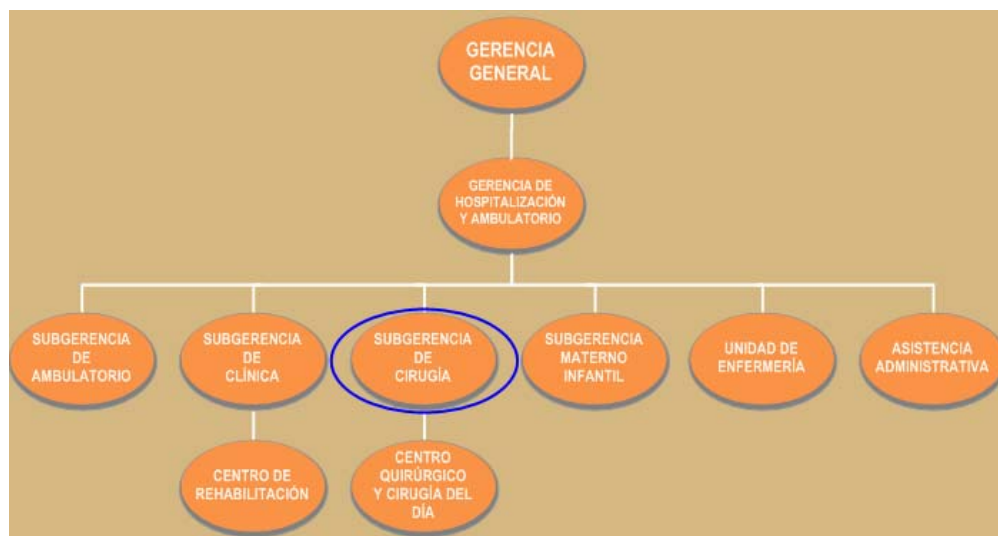 GERENCIA
GENERAL
GERENCIA DE
HOSPITALIZACIÓN
Y AMBULATORIO
SUBGERENCIA
DE
AMBULATORIO
SUBGERENCIA
DE
CLÍNICA
SUBGERENCIA
DE
CIRUGÍA
SUBGERENCIA
MATERNO
INFANTIL
UNIDAD DE
ENFERMERÍA
ASISTENCIA
ADMINISTRATIVA
CENTRO DE
REHABILITACIÓN
CENTRO
QUIRÚRGICO
Y CIRUGÍA DEL
DÍA